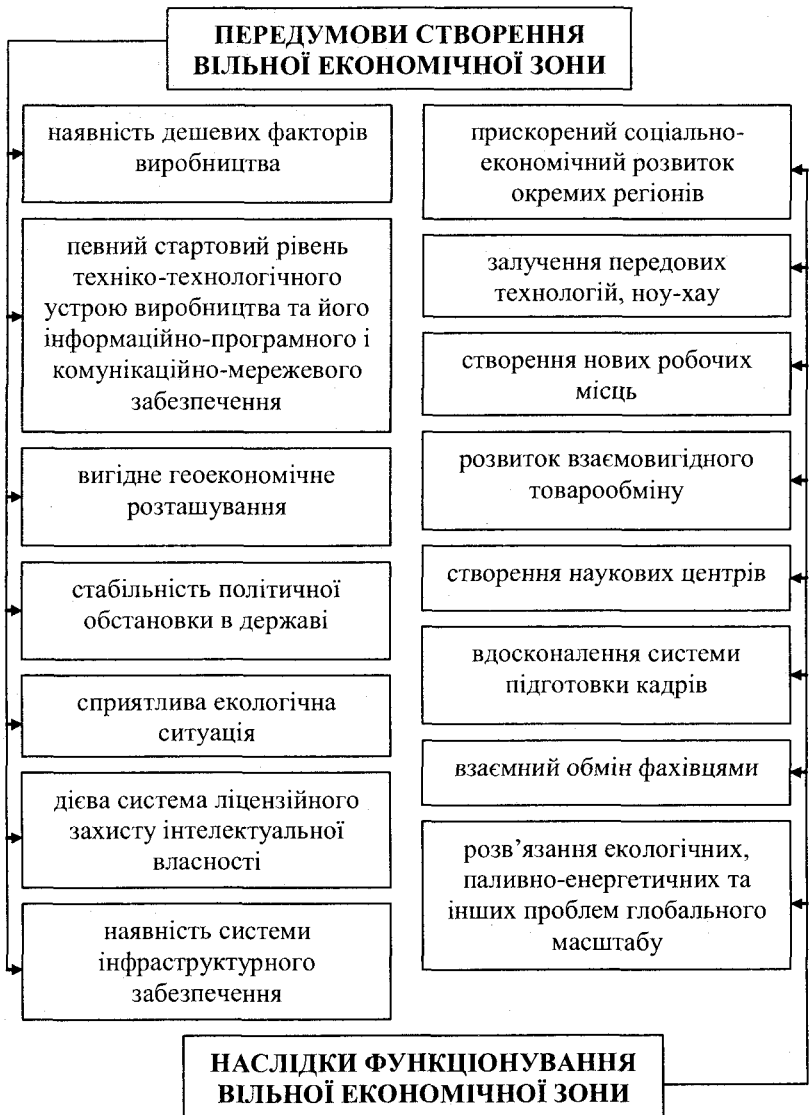 ПЕРЕДУМОВИ СТВОРЕННЯ
ВІЛЬНОЇ ЕКОНОМІЧНОЇ ЗОНИ
наявність дешевих факторів
виробництва
певний стартовий рівень
техніко-технологічного
устрою виробництва та його
інформаційно-програмного і
комунікаційно-мережевого
забезпечення
вигідне геоекономічне
розташування
стабільність політичної
обстановки в державі
сприятлива екологічна
ситуація
дієва система ліцензійного
захисту інтелектуальної
власності
наявність системи
інфраструктурного
забезпечення
прискорений соціально-
економічний розвиток
окремих регіонів
залучення передових
технологій, ноу-хау
створення нових робочих
місць
розвиток взаємовигідного
товарообміну
створення наукових центрів
вдосконалення системи
підготовки кадрів
взаємний обмін фахівцями
розв’язання екологічних,
паливно-енергетичних та
інших проблем глобального
масштабу
НАСЛІДКИ ФУНКЦІОНУВАННЯ
ВІЛЬНОЇ ЕКОНОМІЧНОЇ ЗОНИ